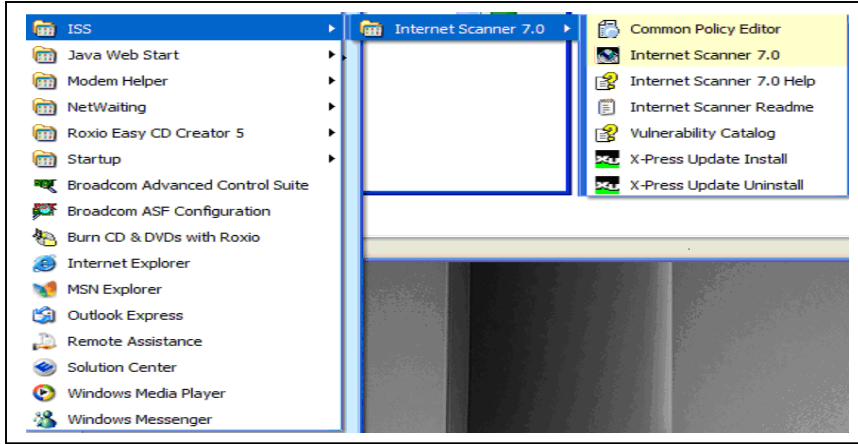 ISS
Java Web Start
Modem Helper
NetWaiting
Roxio Easy CD Creator 5
Startup
Broadcom Advanced Control Suite
Broadcom ASF Configuration
Burn CD & DVDs with Roxio
Internet Explorer
MSN Explorer
Outlook Express
Remote Assistance
Solution Center
Windows Media Player
Windows Messenger
Internet Scanner 7.0
Common Policy Editor
Internet Scanner 7.0
Internet Scanner 7.0 Help
Internet Scanner Readme
Vulnerability Catalog
X-Press Update Install
X-Press Update Uninstall